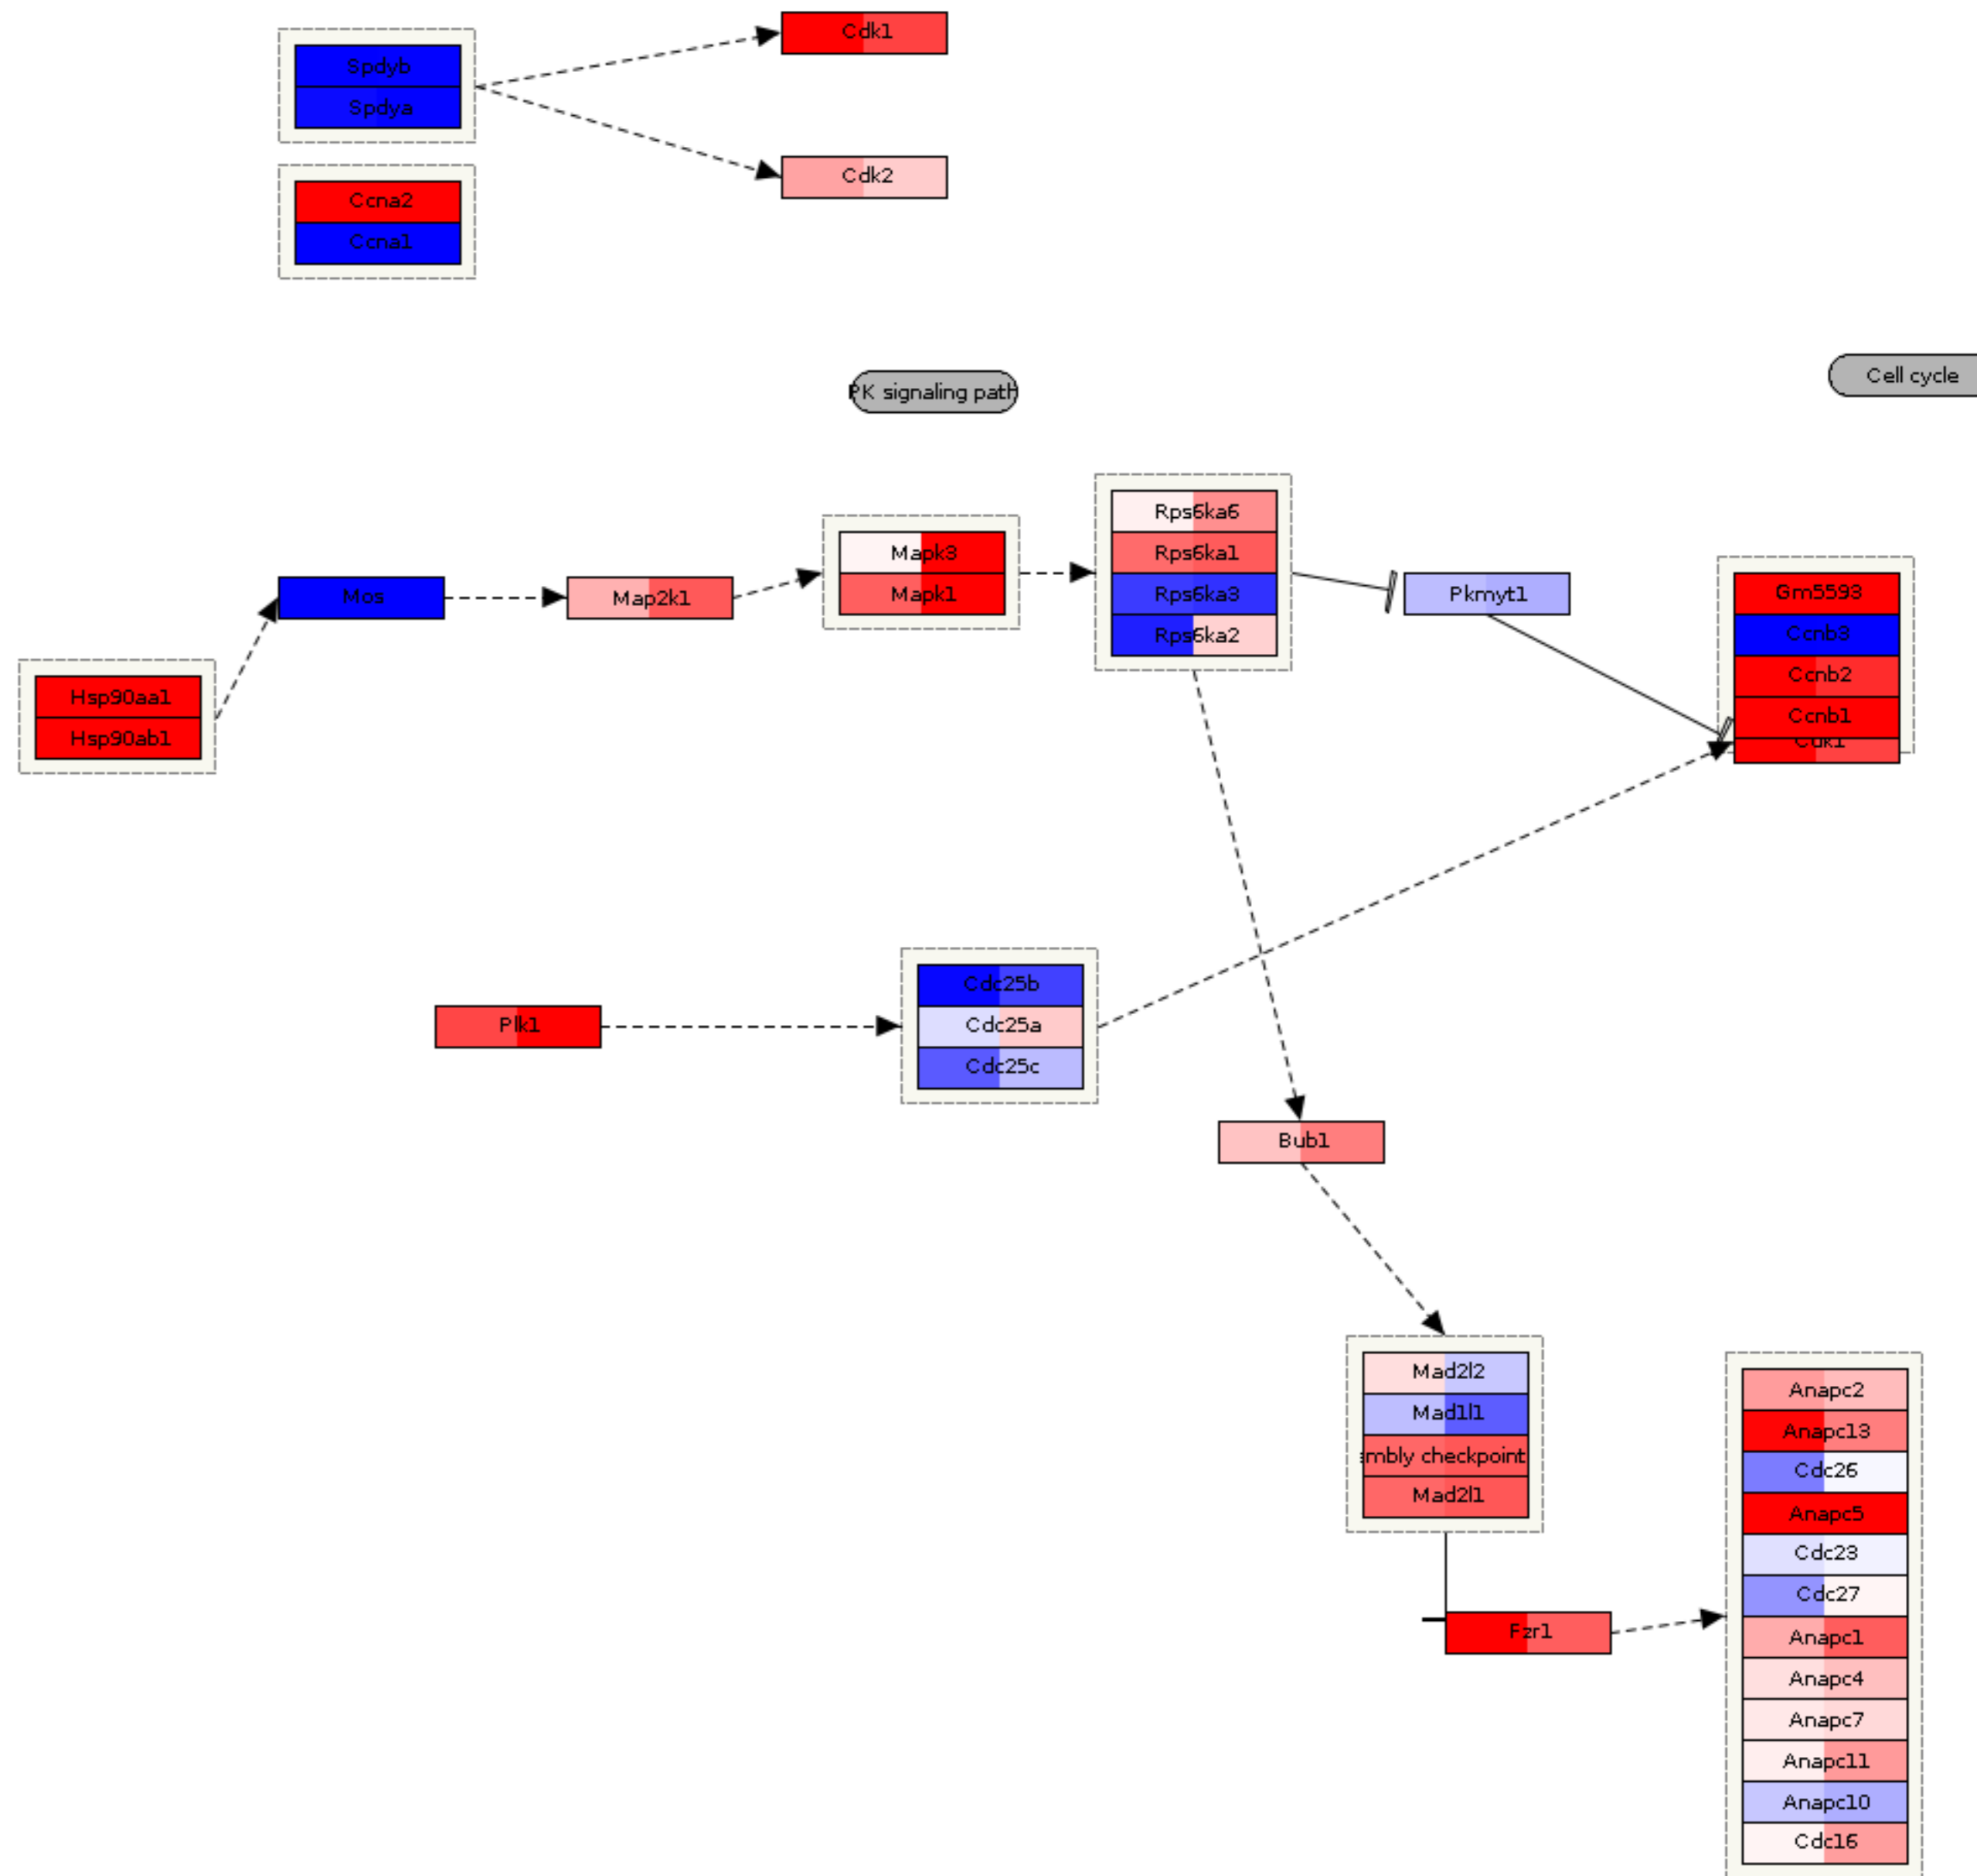 Cdk1
Spdyb
Spdya
Cdk2
Ccna2
Ccna1
Cell cycle
PK signaling path
Rps6ka6
Rps6ka1
Rps6ka3
Rps6ka2
Mapk3
Mapk1
Mos
Map2k1
Pkmyt1
Gm5593
Ccnb3
Ccnb2
Ccnb1
Cdk1
Hsp90aa1
Hsp90ab1
Cdc25b
Cdc25a
Cdc25c
Plk1
Bub1
Mad2l2
Mad1l1
mbly checkpoint
Mad2l1
Fzr1
Anapc2
Anapc13
Cdc26
Anapc5
Cdc23
Cdc27
Anapc1
Anapc4
Anapc7
Anapc11
Anapc10
Cdc16